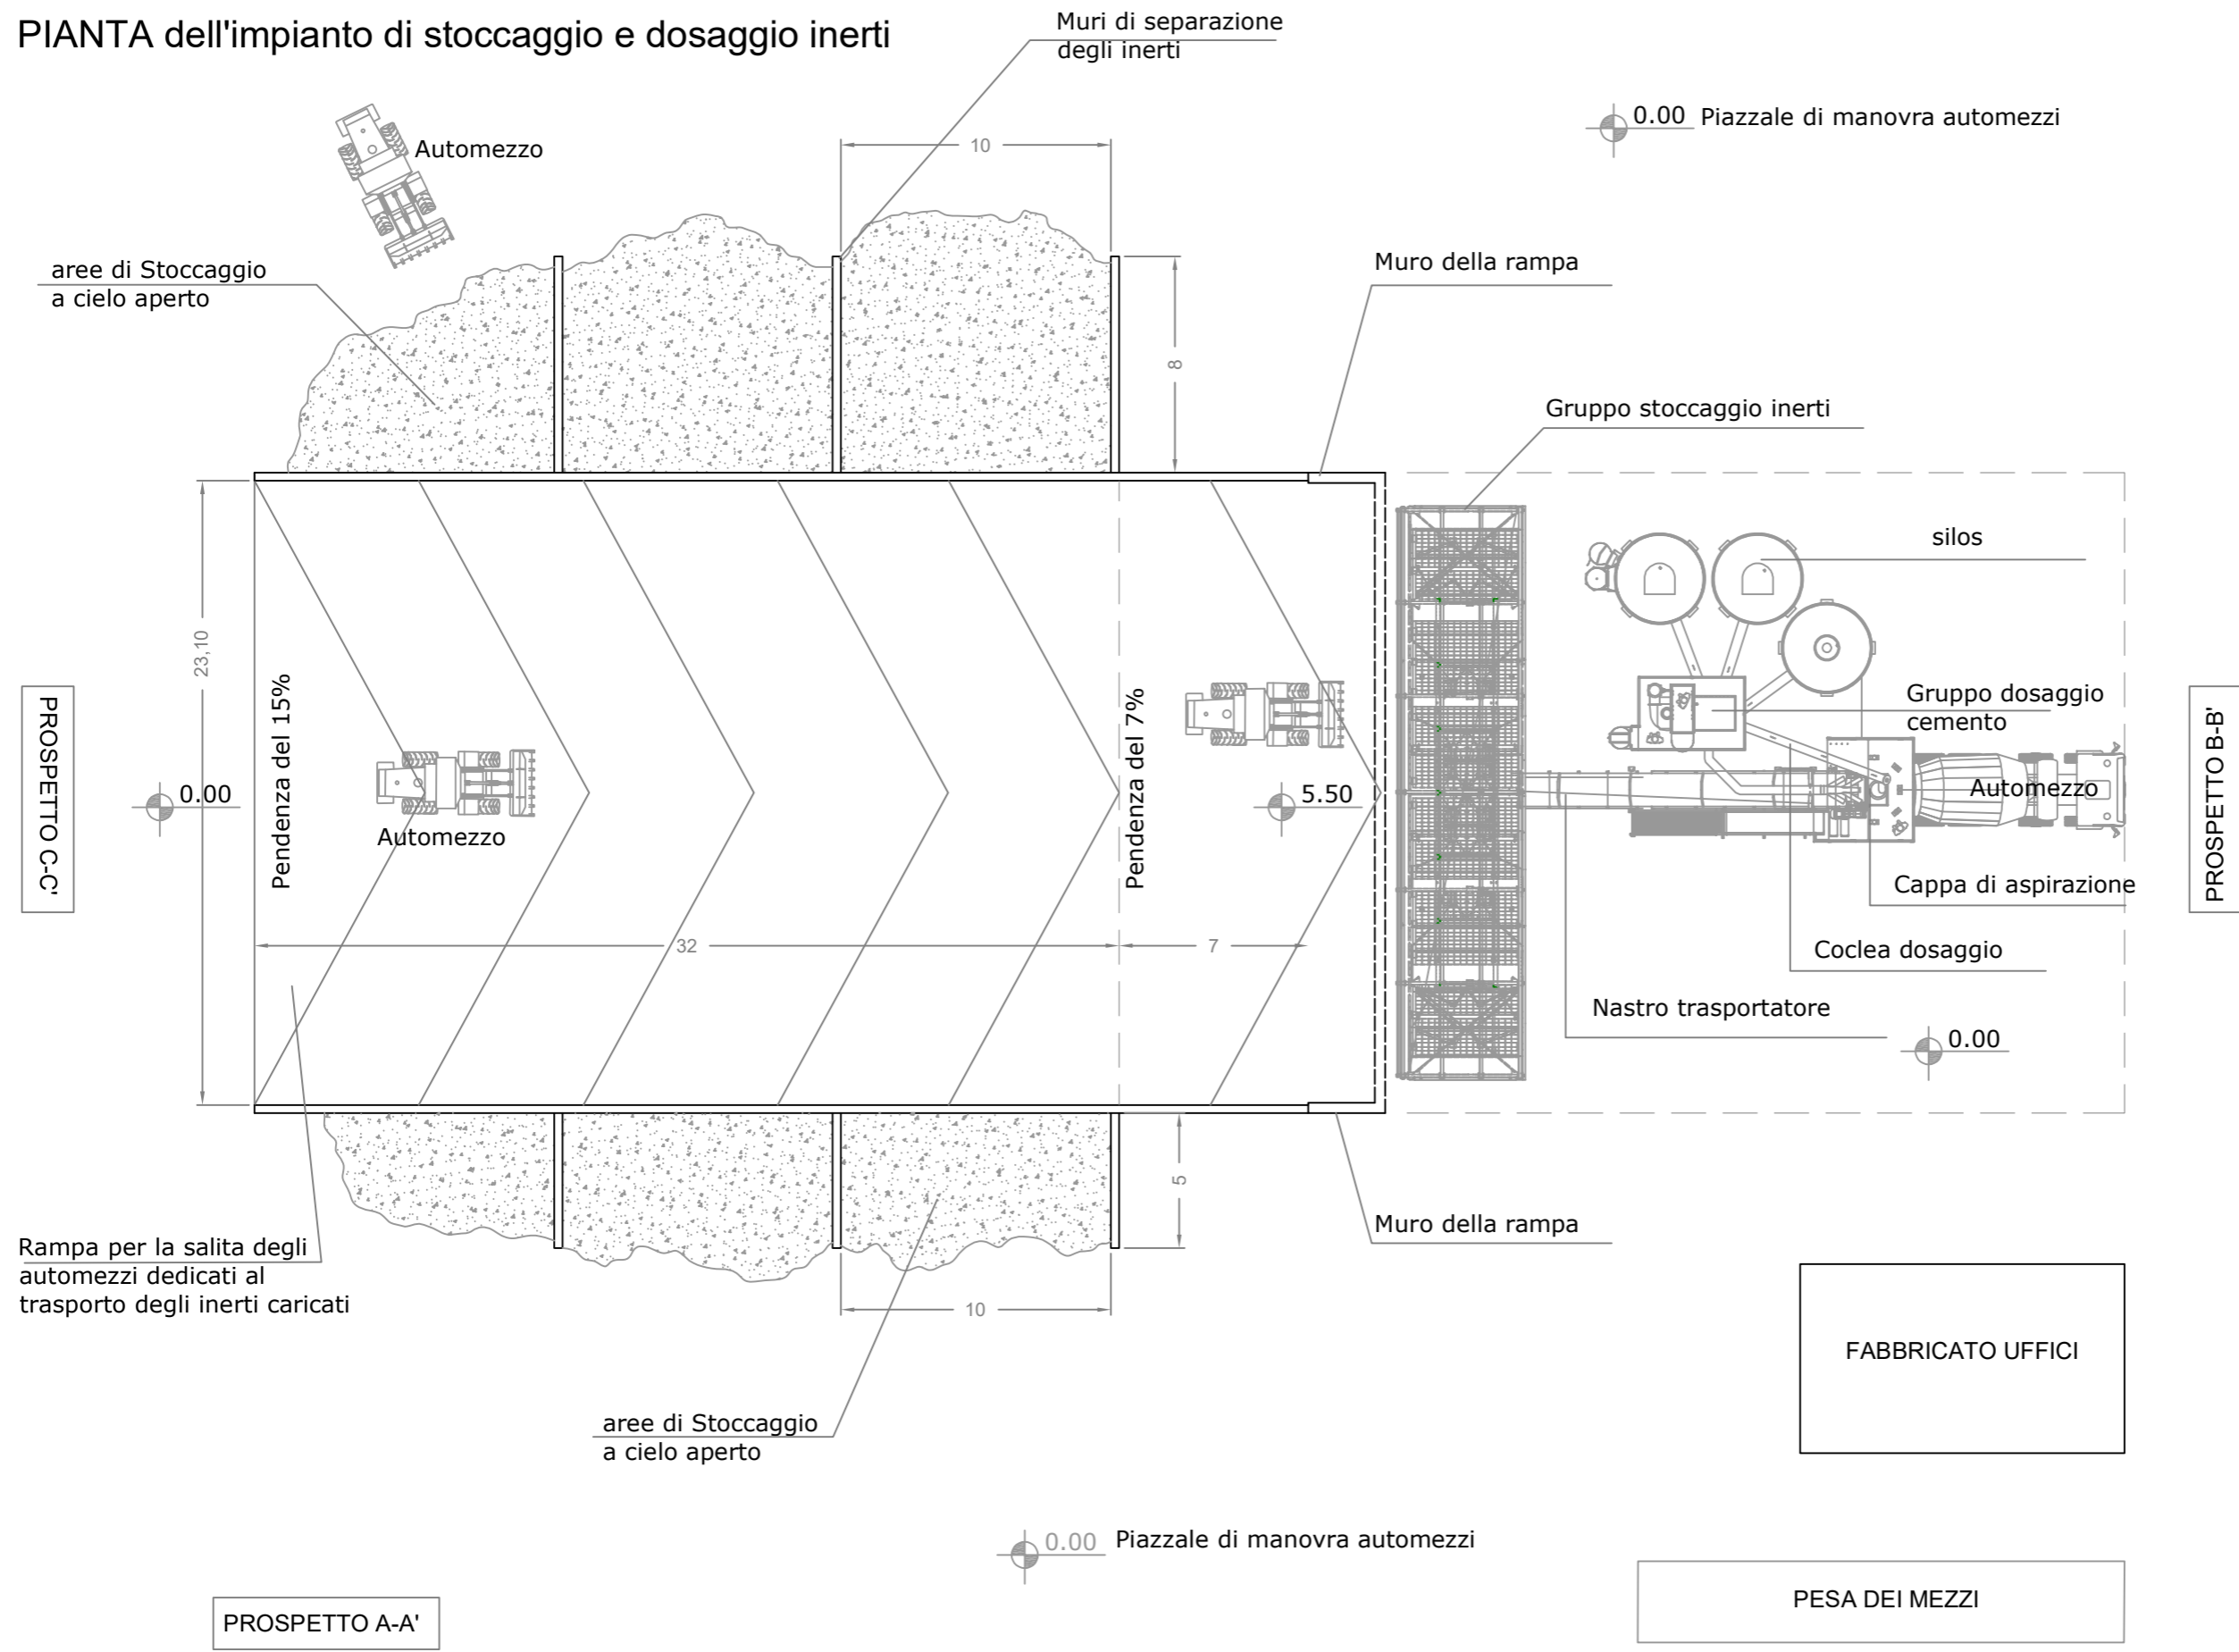 PIANTA dell'impianto di stoccaggio e dosaggio inerti
Muri di separazione
degli inerti
0.00 Piazzale di manovra automezzi
Automezzo
10
aree di Stoccaggio
a cielo aperto
Muro della rampa
8
Gruppo stoccaggio inerti
silos
23,10
Pendenza del 15%
Pendenza del 7%
Gruppo dosaggio
cemento
PROSPETTO C-C'
PROSPETTO B-B'
0.00
5.50
Automezzo
Automezzo
Cappa di aspirazione
32
7
Coclea dosaggio
Nastro trasportatore
0.00
5
Muro della rampa
Rampa per la salita degli
automezzi dedicati al
trasporto degli inerti caricati
10
FABBRICATO UFFICI
aree di Stoccaggio
a cielo aperto
0.00 Piazzale di manovra automezzi
PESA DEI MEZZI
PROSPETTO A-A'